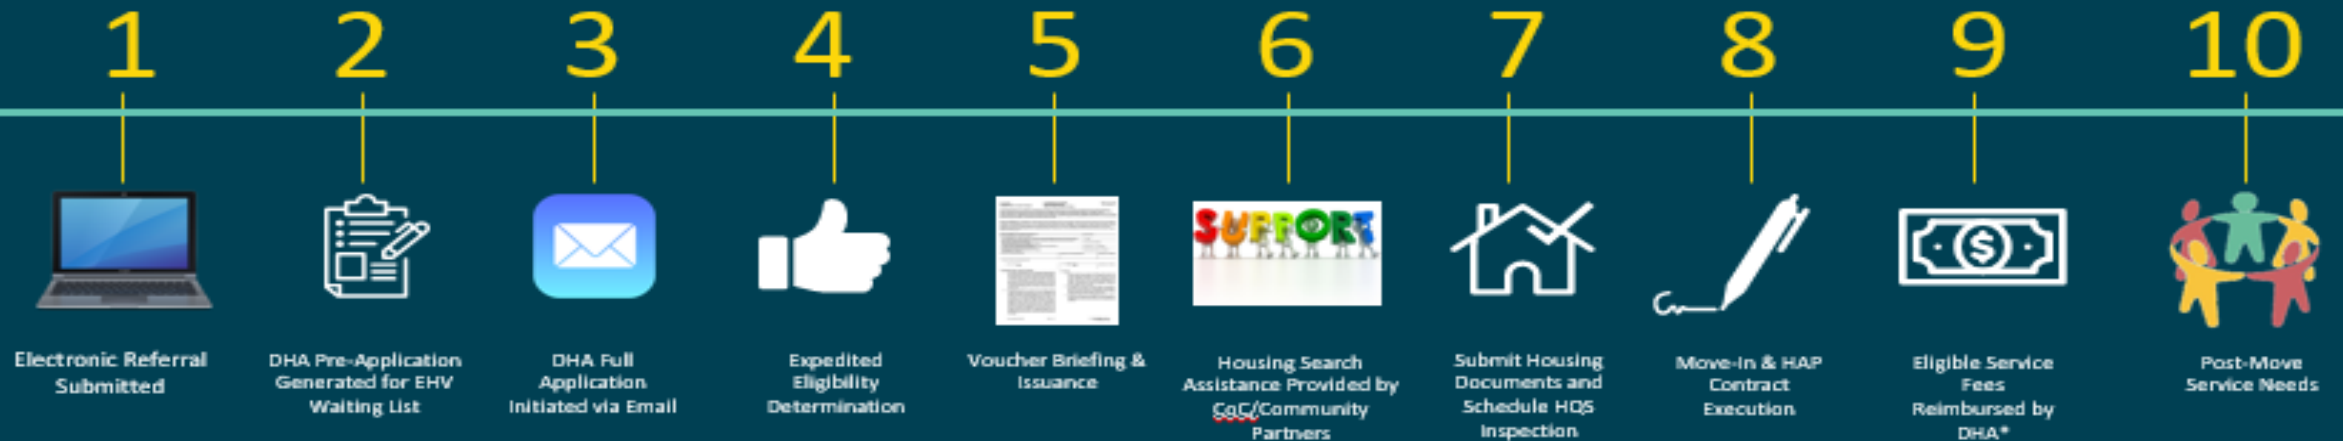 1
2
3
4
5
6
7
8
9
10
SUPPORT
Electronic Referral
Submitted
DHA Pre-Application
Generated for EHV
Waiting List
DHA Full
Application
Initiated via Email
Expedited
Eligibility
Determination
Voucher Briefing &
Issuance
Housing Search
Assistance Provided by
CoC/Community
Partners
Submit Housing
Documents and
Schedule HQS
Inspection
Move-In & HAP
Contract
Execution
Eligible Service
Fees
Reimbursed by
DHA*
Post-Move
Service Needs